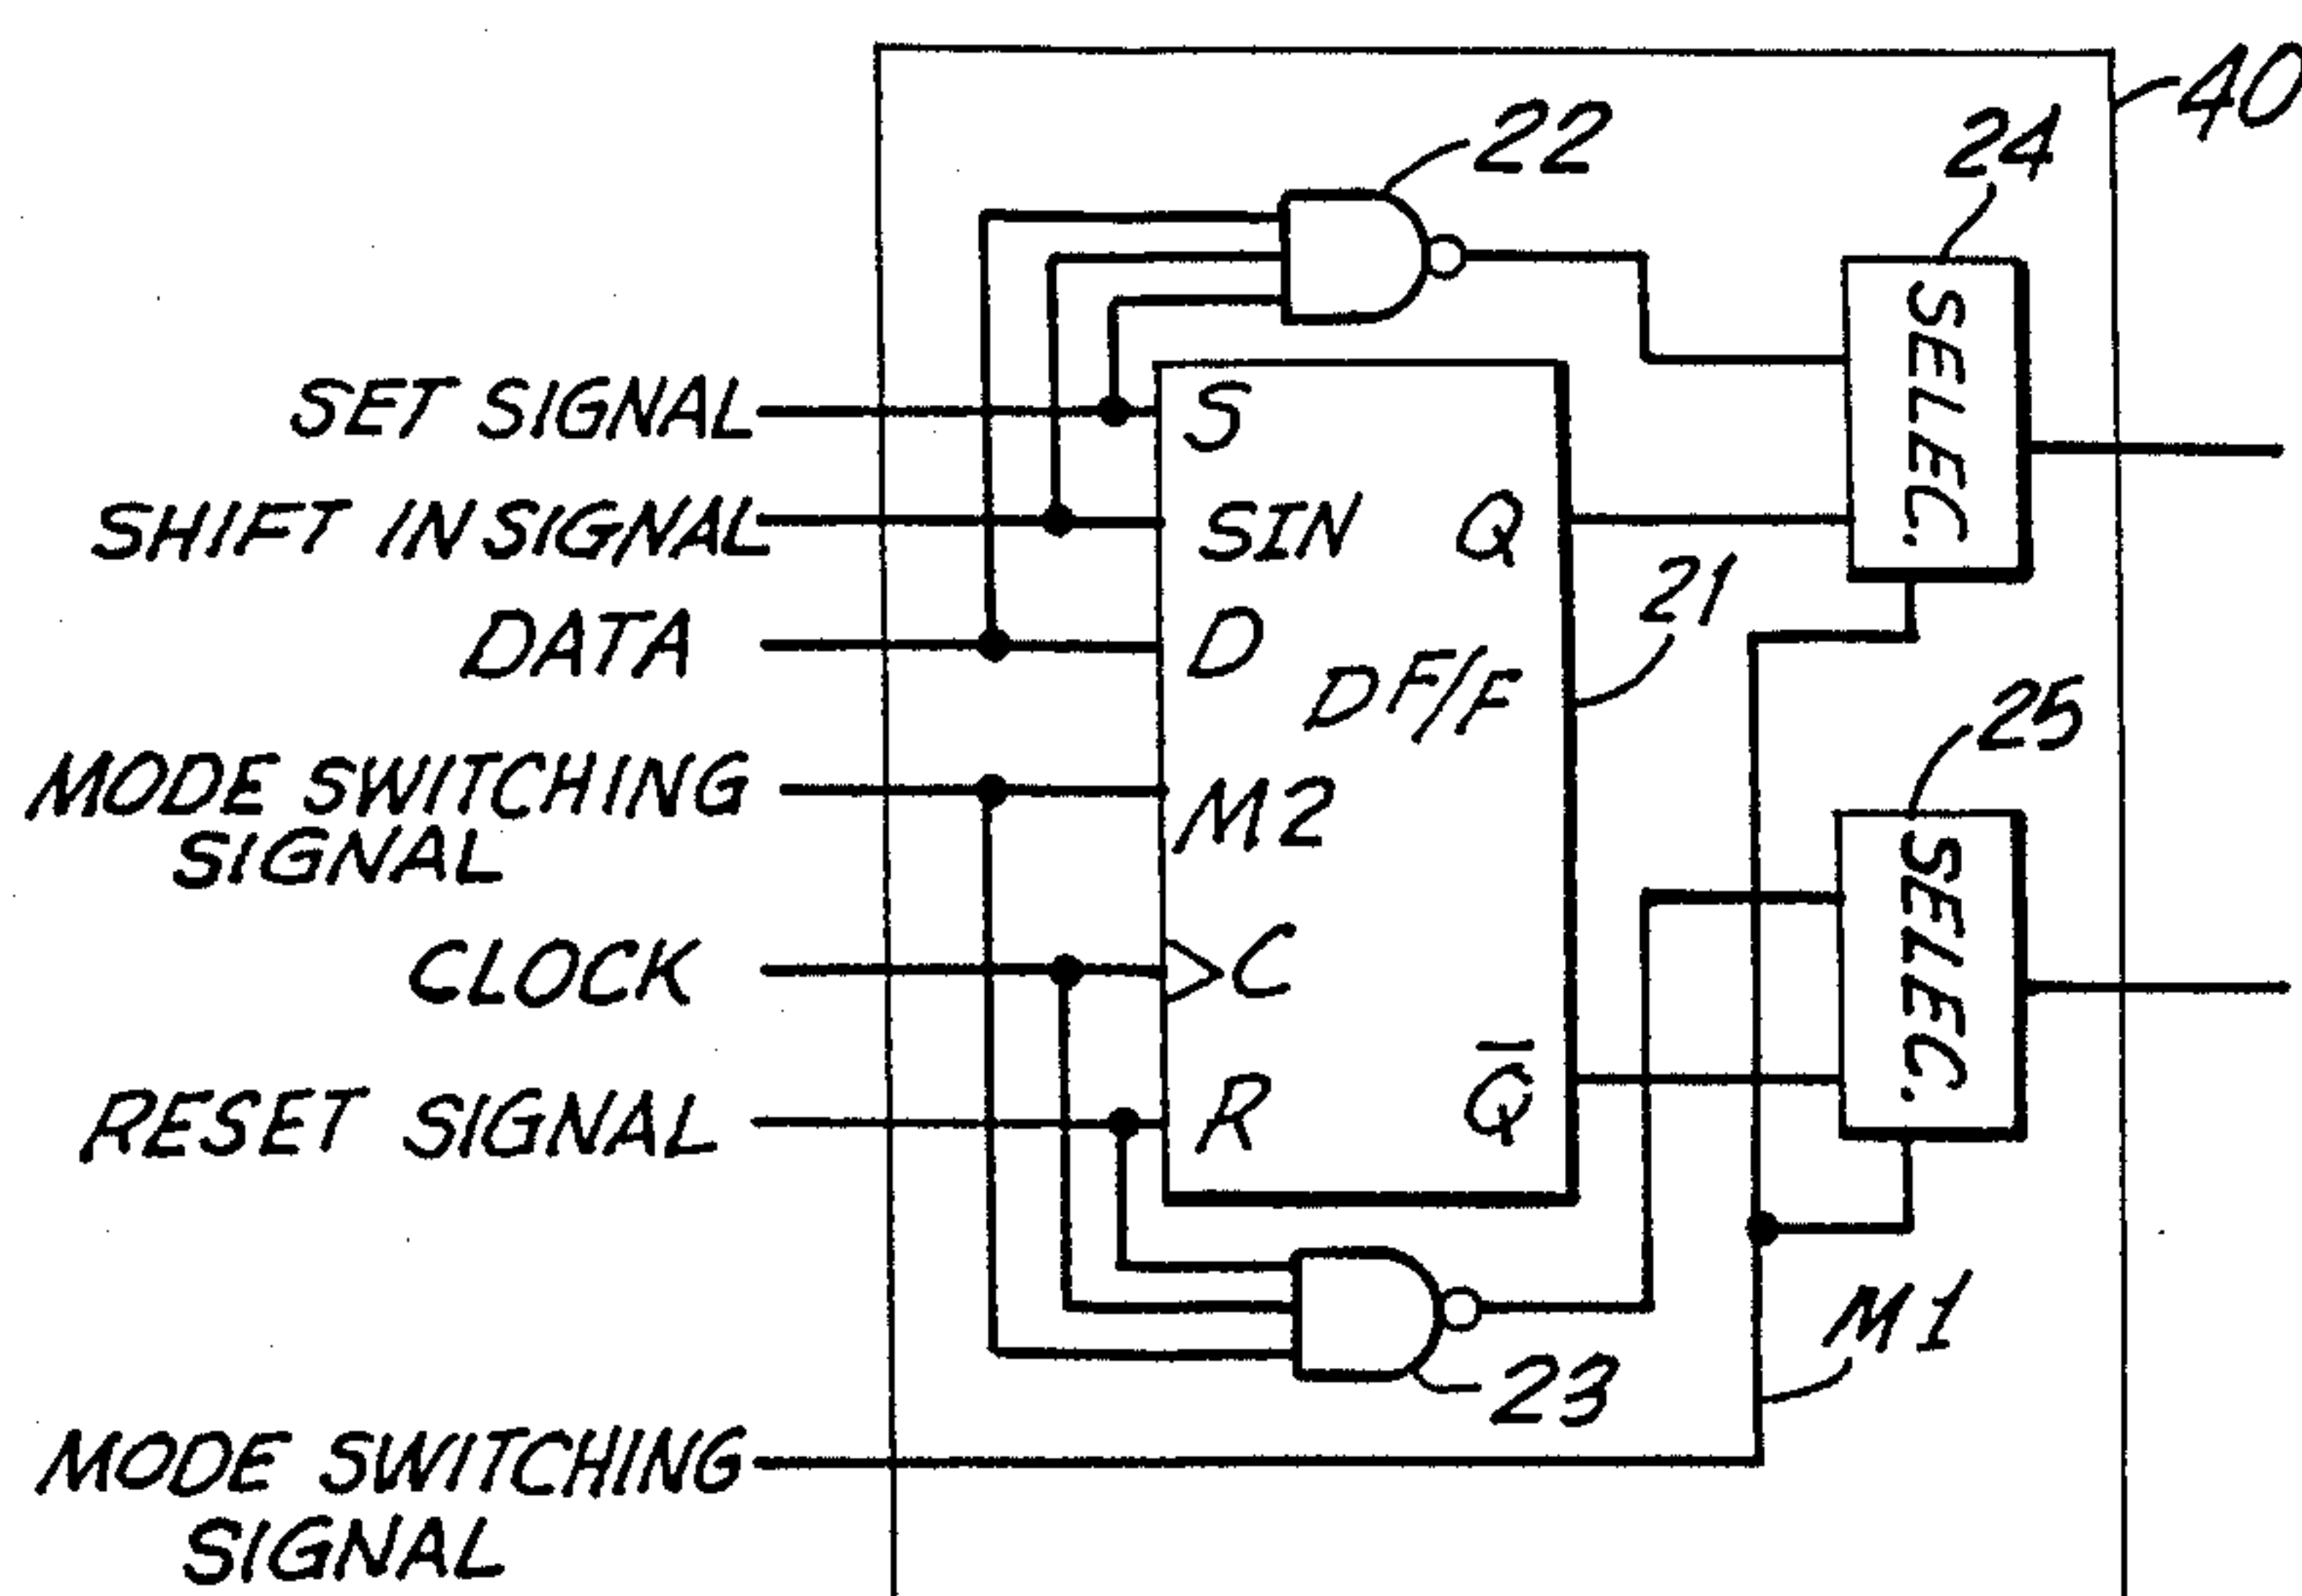 40
22
24
SELEC.
SET SIGNAL
S
SHIFT IN SIGNAL
SIN
Q
21
DATA
D
DF/F
25
MODE SWITCHING
SIGNAL
M2
SELEC.
CLOCK
C
RESET SIGNAL
R
Q̅
M1
23
MODE SWITCHING
SIGNAL